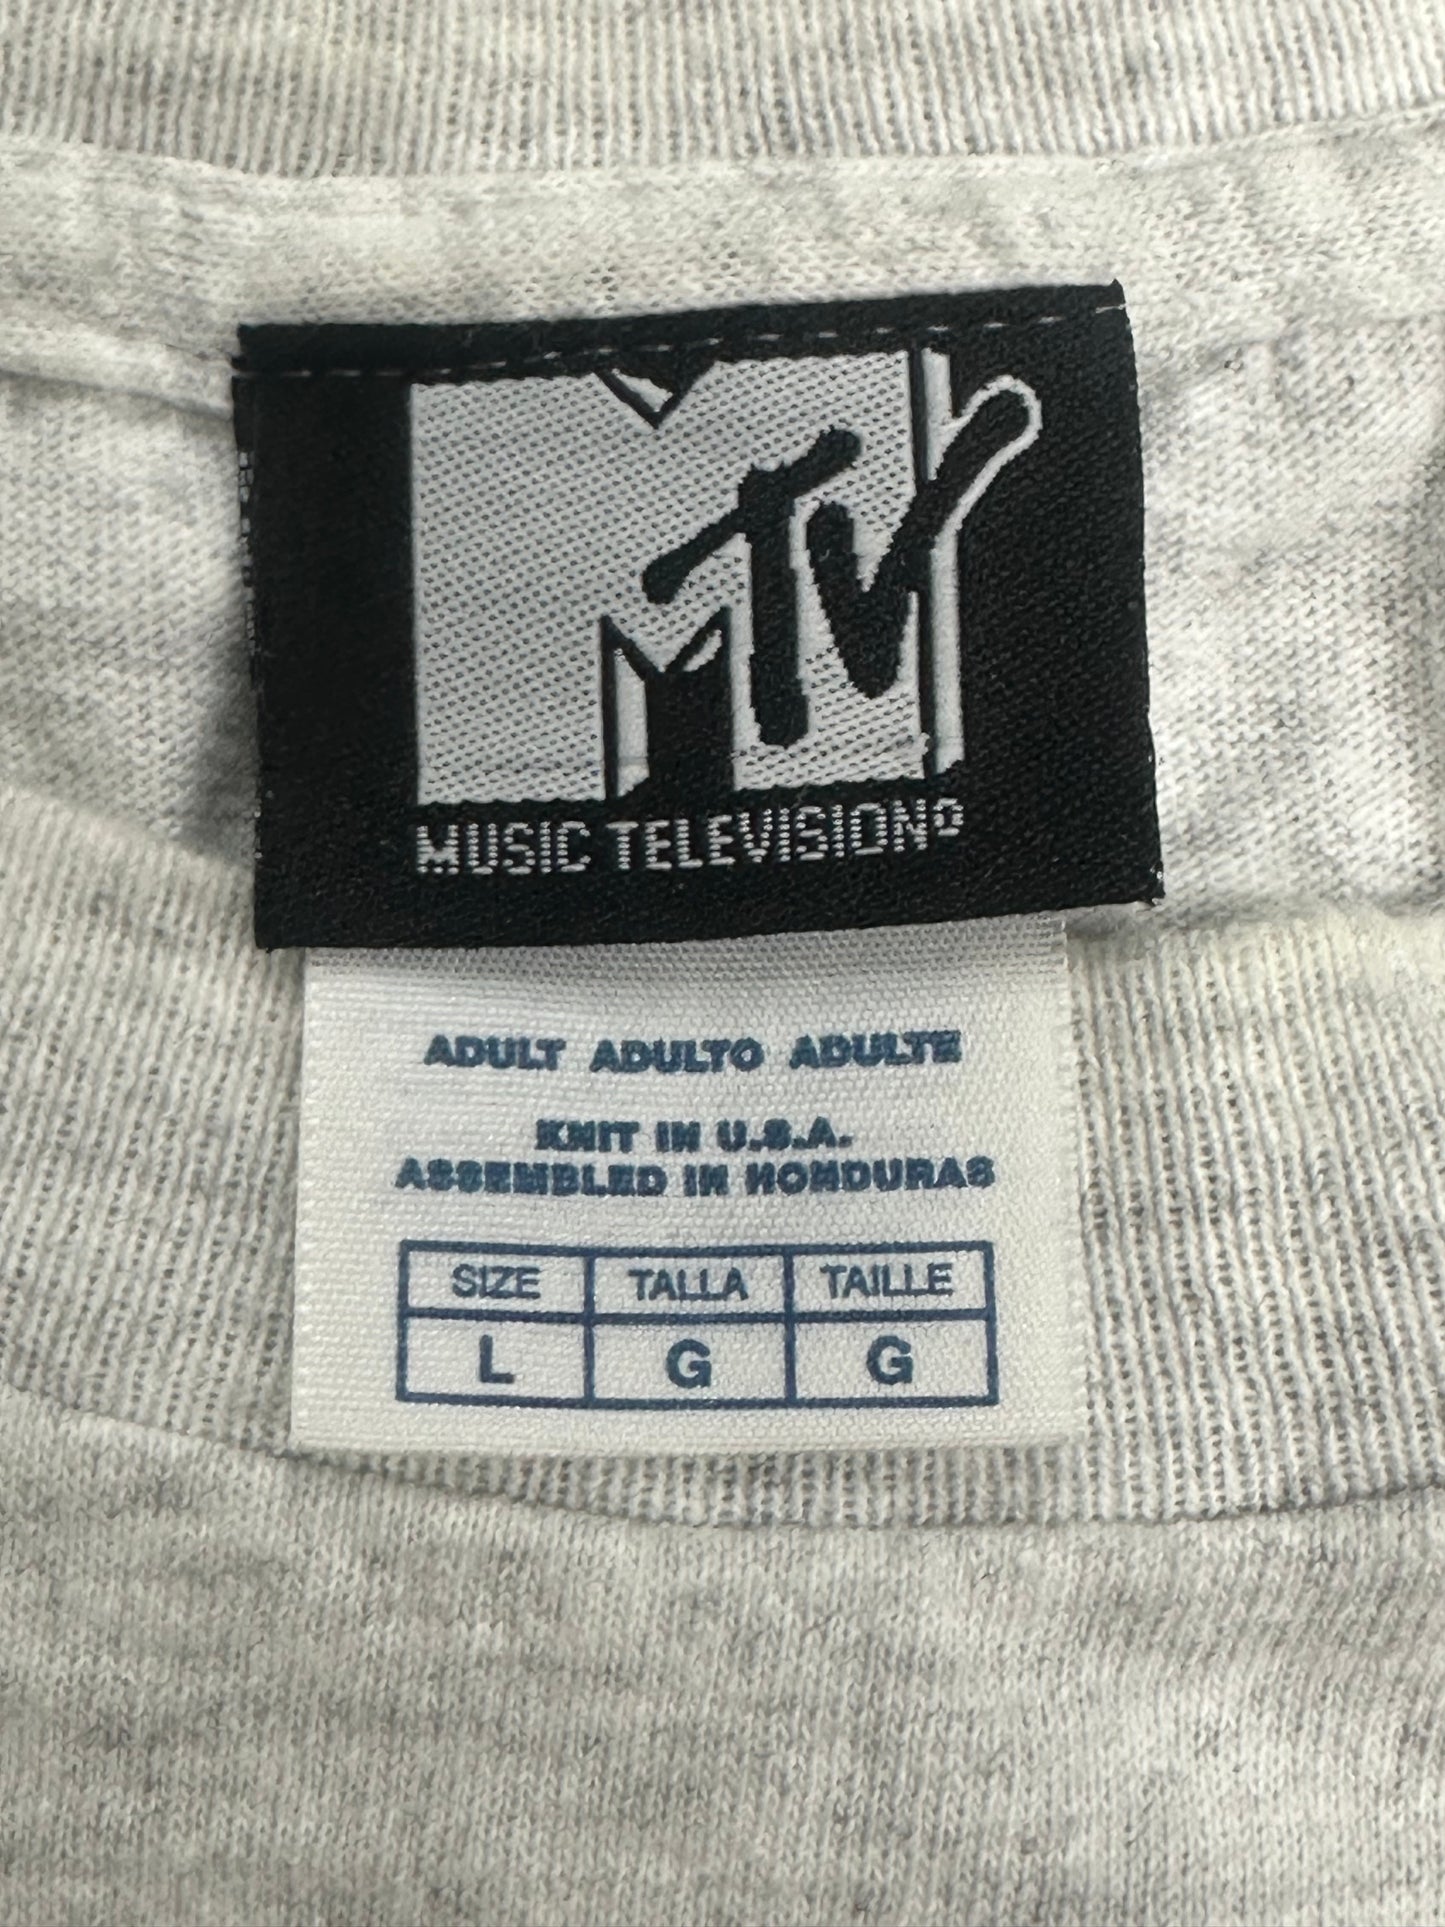 MTV
MUSIC TELEVISION®
ADULT ADULTO ADULTE
KNIT IN U.S.A.
ASSEMBLED IN HONDURAS
SIZE TALLA TAILLE
L G G